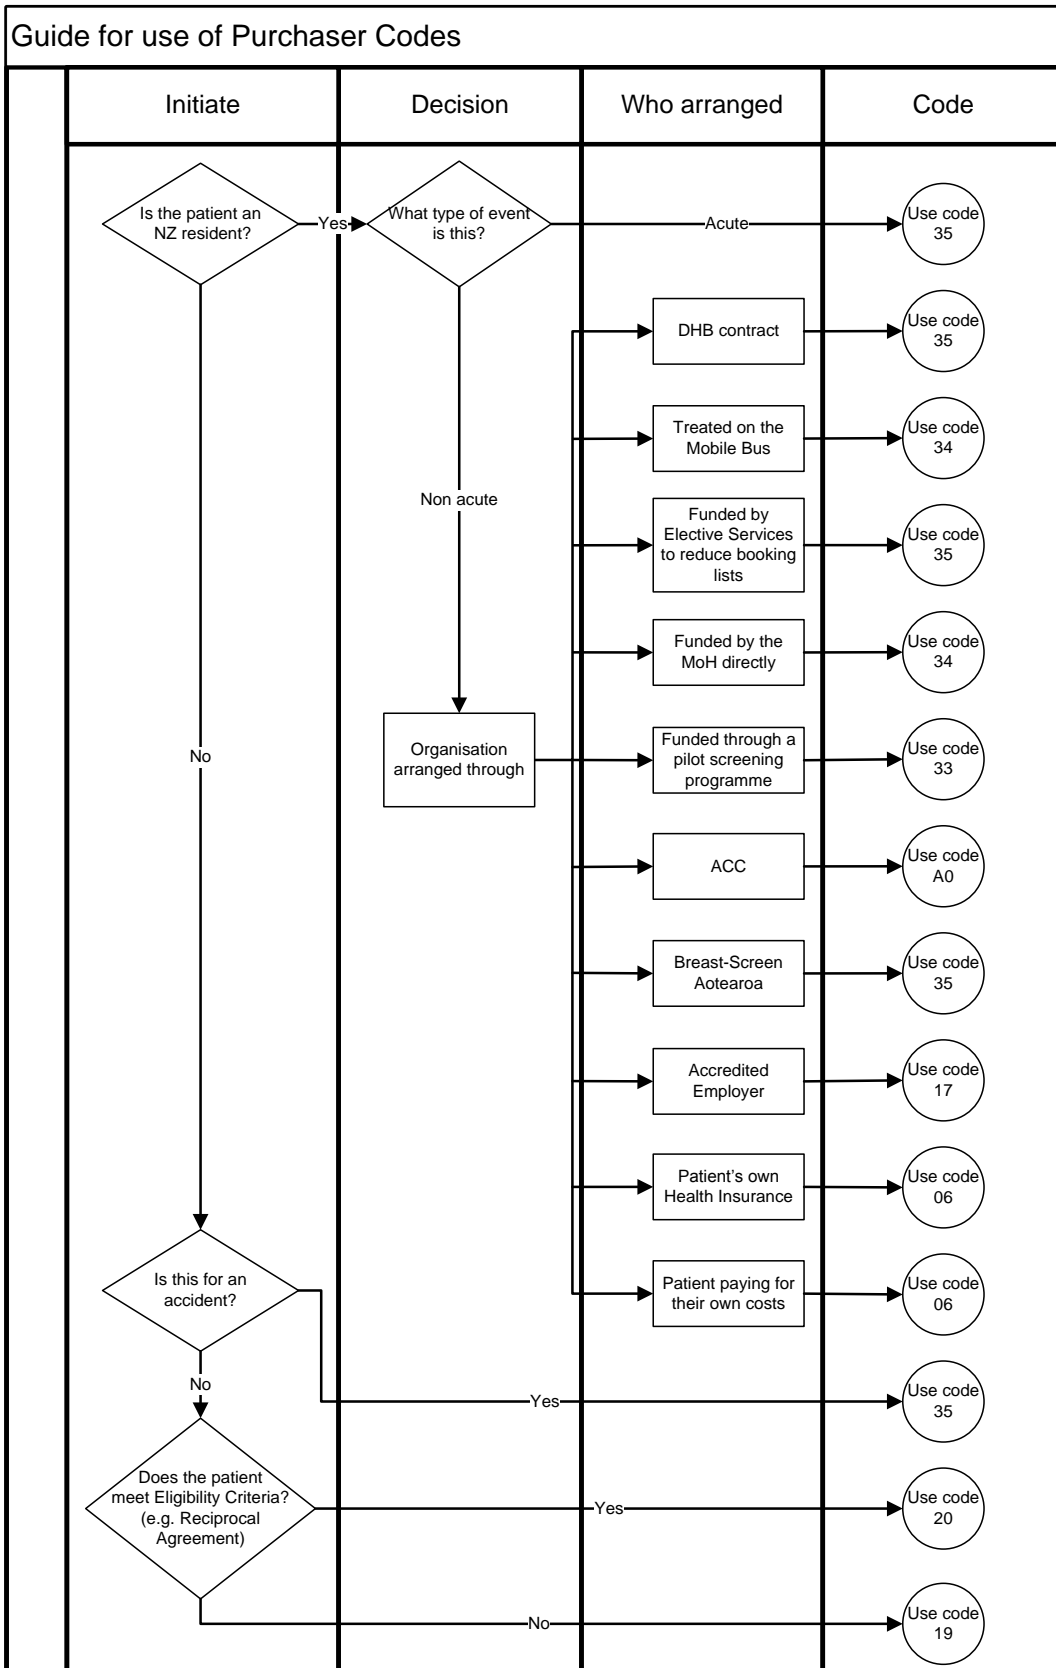 Guide for use of Purchaser Codes
Initiate
Decision
Who arranged
Code
Is the patient an
NZ resident?
Yes
What type of event
is this?
Acute
Use code
35
DHB contract
Use code
35
Treated on the
Mobile Bus
Use code
34
Non acute
Funded by
Elective Services
to reduce booking
lists
Use code
35
Funded by the
MoH directly
Use code
34
No
Organisation
arranged through
Funded through a
pilot screening
programme
Use code
33
ACC
Use code
A0
Breast-Screen
Aotearoa
Use code
35
Accredited
Employer
Use code
17
Patient's own
Health Insurance
Use code
06
Is this for an
accident?
Patient paying for
their own costs
Use code
06
No
Yes
Use code
35
Does the patient
meet Eligibility Criteria?
(e.g. Reciprocal
Agreement)
Yes
Use code
20
No
Use code
19